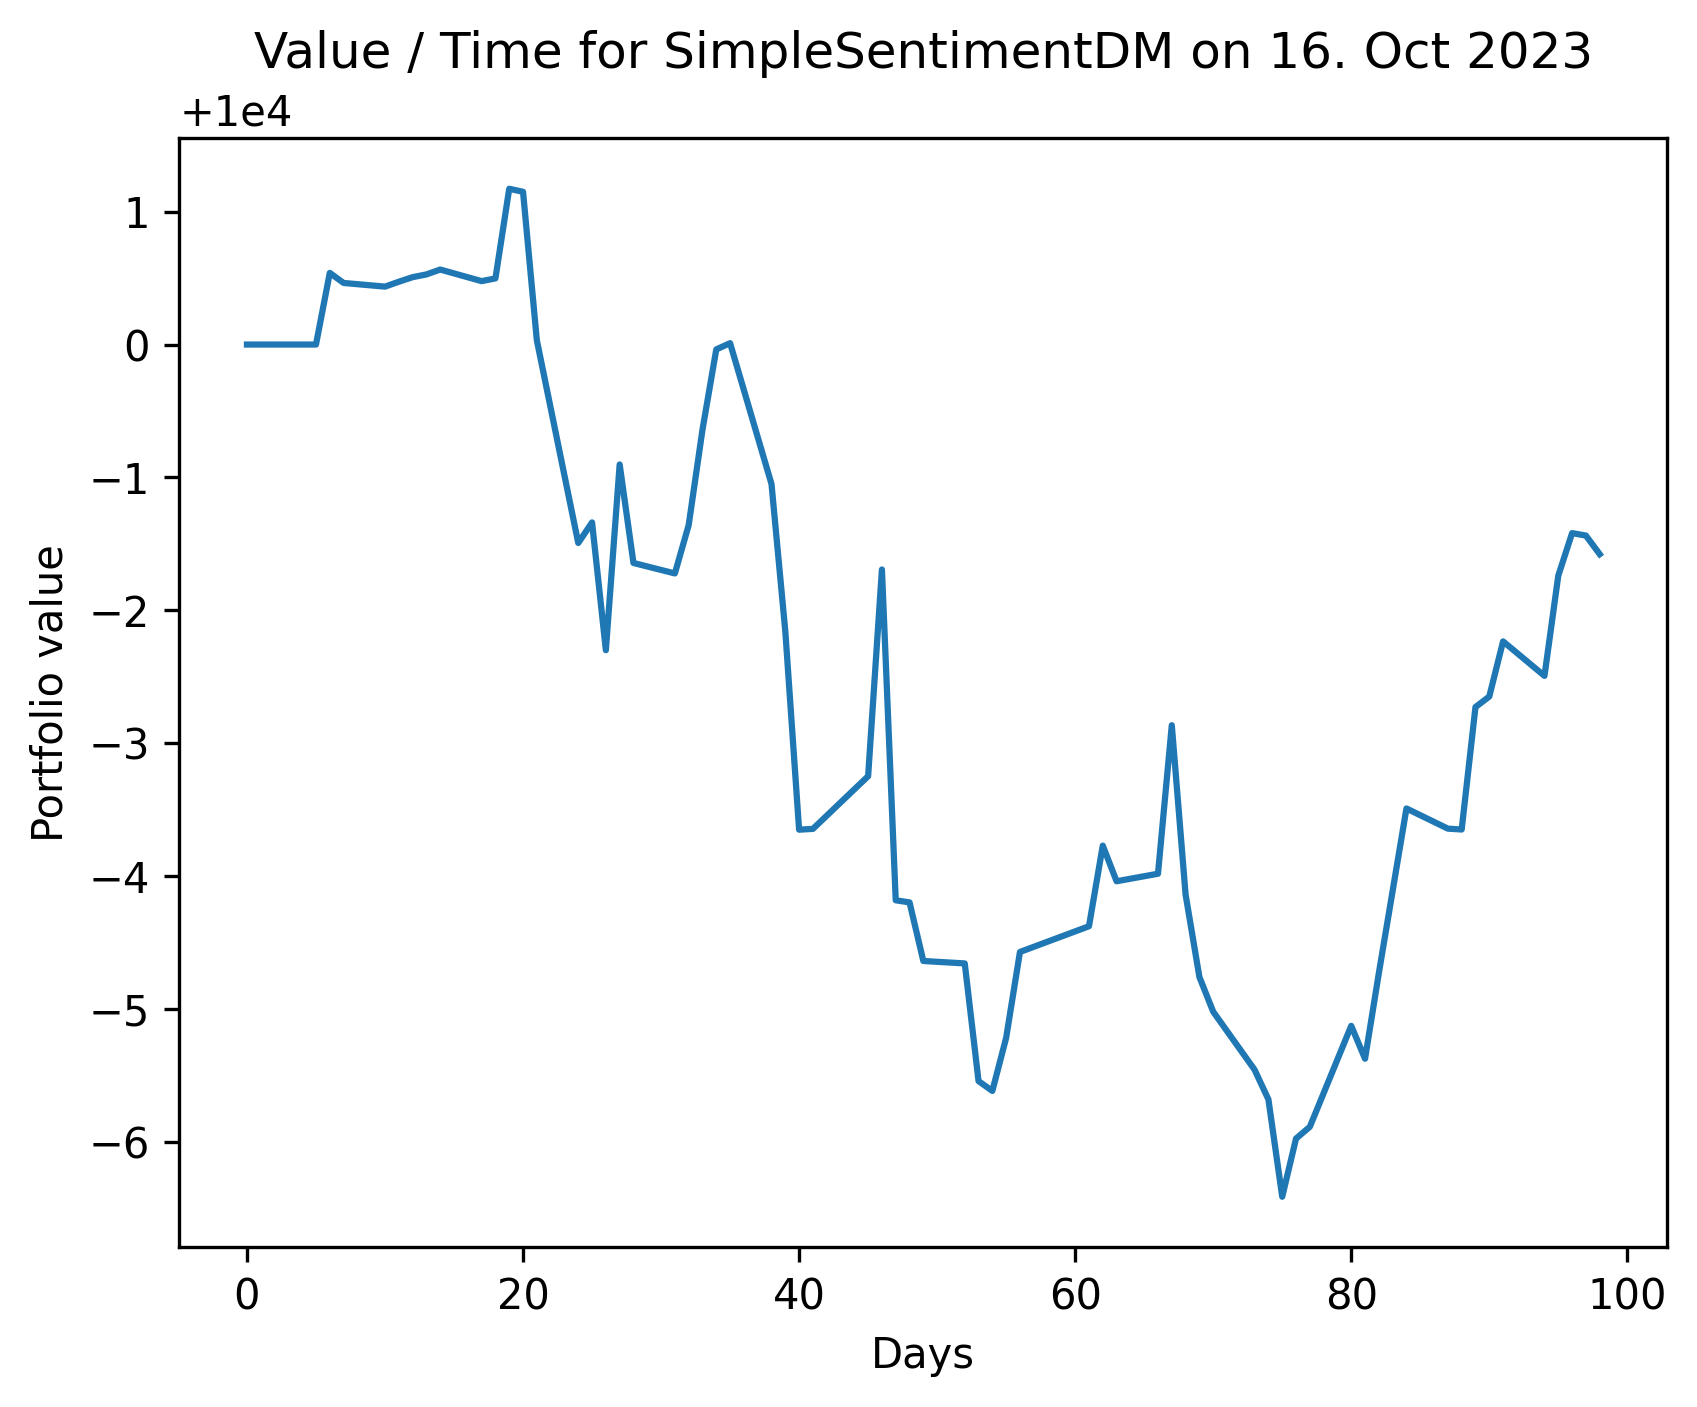 Value / Time for SimpleSentimentDM on 16. Oct 2023
+1e4
1
0
−1
−2
−3
−4
−5
−6
Portfolio value
0 20 40 60 80 100
Days